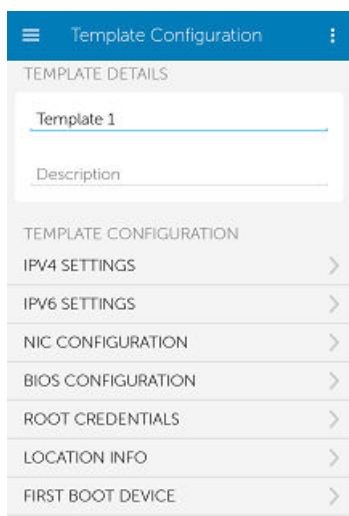 Template Configuration
TEMPLATE DETAILS
Template 1
Description
TEMPLATE CONFIGURATION
IPV4 SETTINGS
IPV6 SETTINGS
NIC CONFIGURATION
BIOS CONFIGURATION
ROOT CREDENTIALS
LOCATION INFO
FIRST BOOT DEVICE